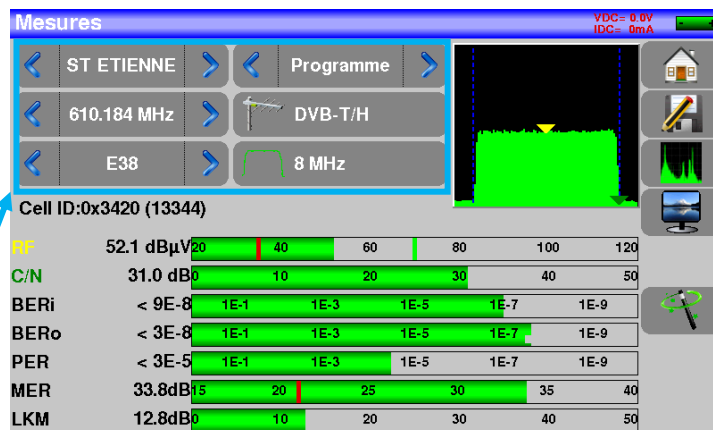 Mesures
VDC= 0.0V
IDC= 0mA
ST ETIENNE
Programme
610.184 MHz
DVB-T/H
E38
8 MHz
Cell ID:0x3420 (13344)
RF 52.1 dBµV 20 40 60 80 100 120
C/N 31.0 dB 0 10 20 30 40 50
BERi < 9E-8 1E-1 1E-3 1E-5 1E-7 1E-9
BERo < 3E-8 1E-1 1E-3 1E-5 1E-7 1E-9
PER < 3E-5 1E-1 1E-3 1E-5 1E-7 1E-9
MER 33.8dB 15 20 25 30 35 40
LKM 12.8dB 0 10 20 30 40 50